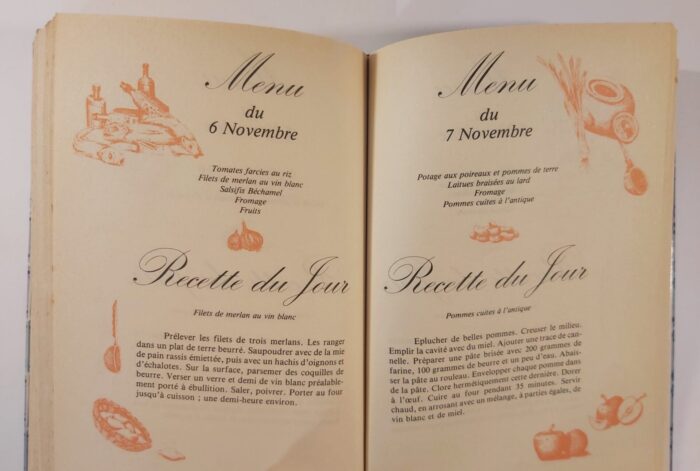 Menu
du
6 Novembre
Tomates farcies au riz
Filets de merlan au vin blanc
Salsifis Béchamel
Fromage
Fruits
Recette du Jour
Filets de merlan au vin blanc
Prélever les filets de trois merlans. Les ranger
dans un plat de terre beurré. Saupoudrer avec de la mie
de pain rassis émiettée, puis avec un hachis d'oignons et
d'échalotes. Sur la surface, parsemer des coquilles de
beurre. Verser un verre et demi de vin blanc préalable-
ment porté à ébullition. Saler, poivrer. Porter au four
jusqu'à cuisson ; une demi-heure environ.
Menu
du
7 Novembre
Potage aux poireaux et pommes de terre
Laitues braisées au lard
Fromage
Pommes cuites à l'antique
Recette du Jour
Pommes cuites à l'antique
Eplucher de belles pommes. Creuser le milieu.
Emplir la cavité avec du miel. Ajouter une trace de can-
nelle. Préparer une pâte brisée avec 200 grammes de
farine, 100 grammes de beurre et un peu d'eau. Abais-
ser la pâte au rouleau. Envelopper chaque pomme dans
de la pâte. Clore hermétiquement cette dernière. Dorer
à l'œuf. Cuire au four pendant 35 minutes. Servir
chaud, en arrosant avec un mélange, à parties égales, de
vin blanc et de miel.